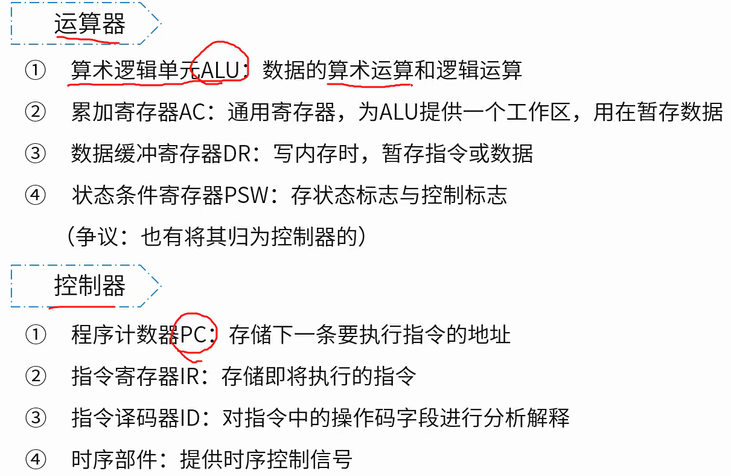 运算器
① 算术逻辑单元ALU：数据的算术运算和逻辑运算
② 累加寄存器AC：通用寄存器，为ALU提供一个工作区，用在暂存数据
③ 数据缓冲寄存器DR：写内存时，暂存指令或数据
④ 状态条件寄存器PSW：存状态标志与控制标志
（争议：也有将其归为控制器的）
控制器
① 程序计数器PC：存储下一条要执行指令的地址
② 指令寄存器IR：存储即将执行的指令
③ 指令译码器ID：对指令中的操作码字段进行分析解释
④ 时序部件：提供时序控制信号